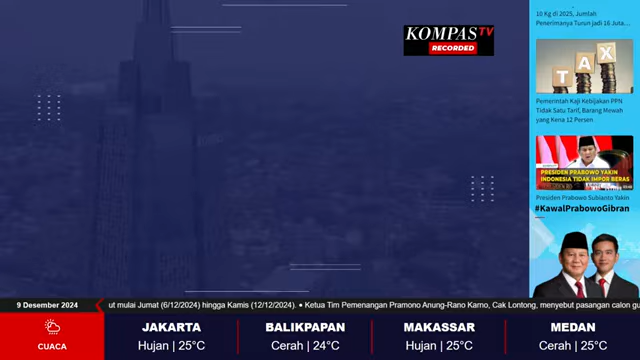 KOMPASTV
RECORDED
10 Kg di 2025, Jumlah
Penerimanya Turun jadi 16 Juta...
TAX
Pemerintah Kaji Kebijakan PPN
Tidak Satu Tarif, Barang Mewah
yang Kena 12 Persen
PRESIDEN PRABOWO YAKIN
INDONESIA TIDAK IMPOR BERAS
Presiden Prabowo Subianto Yakin
#KawalPrabowoGibran
9 Desember 2024
ut mulai Jumat (6/12/2024) hingga Kamis (12/12/2024). • Ketua Tim Pemenangan Pramono Anung-Rano Karno, Cak Lontong, menyebut pasangan calon gu
CUACA
JAKARTA
Hujan | 25°C
BALIKPAPAN
Cerah | 24°C
MAKASSAR
Hujan | 25°C
MEDAN
Cerah | 25°C